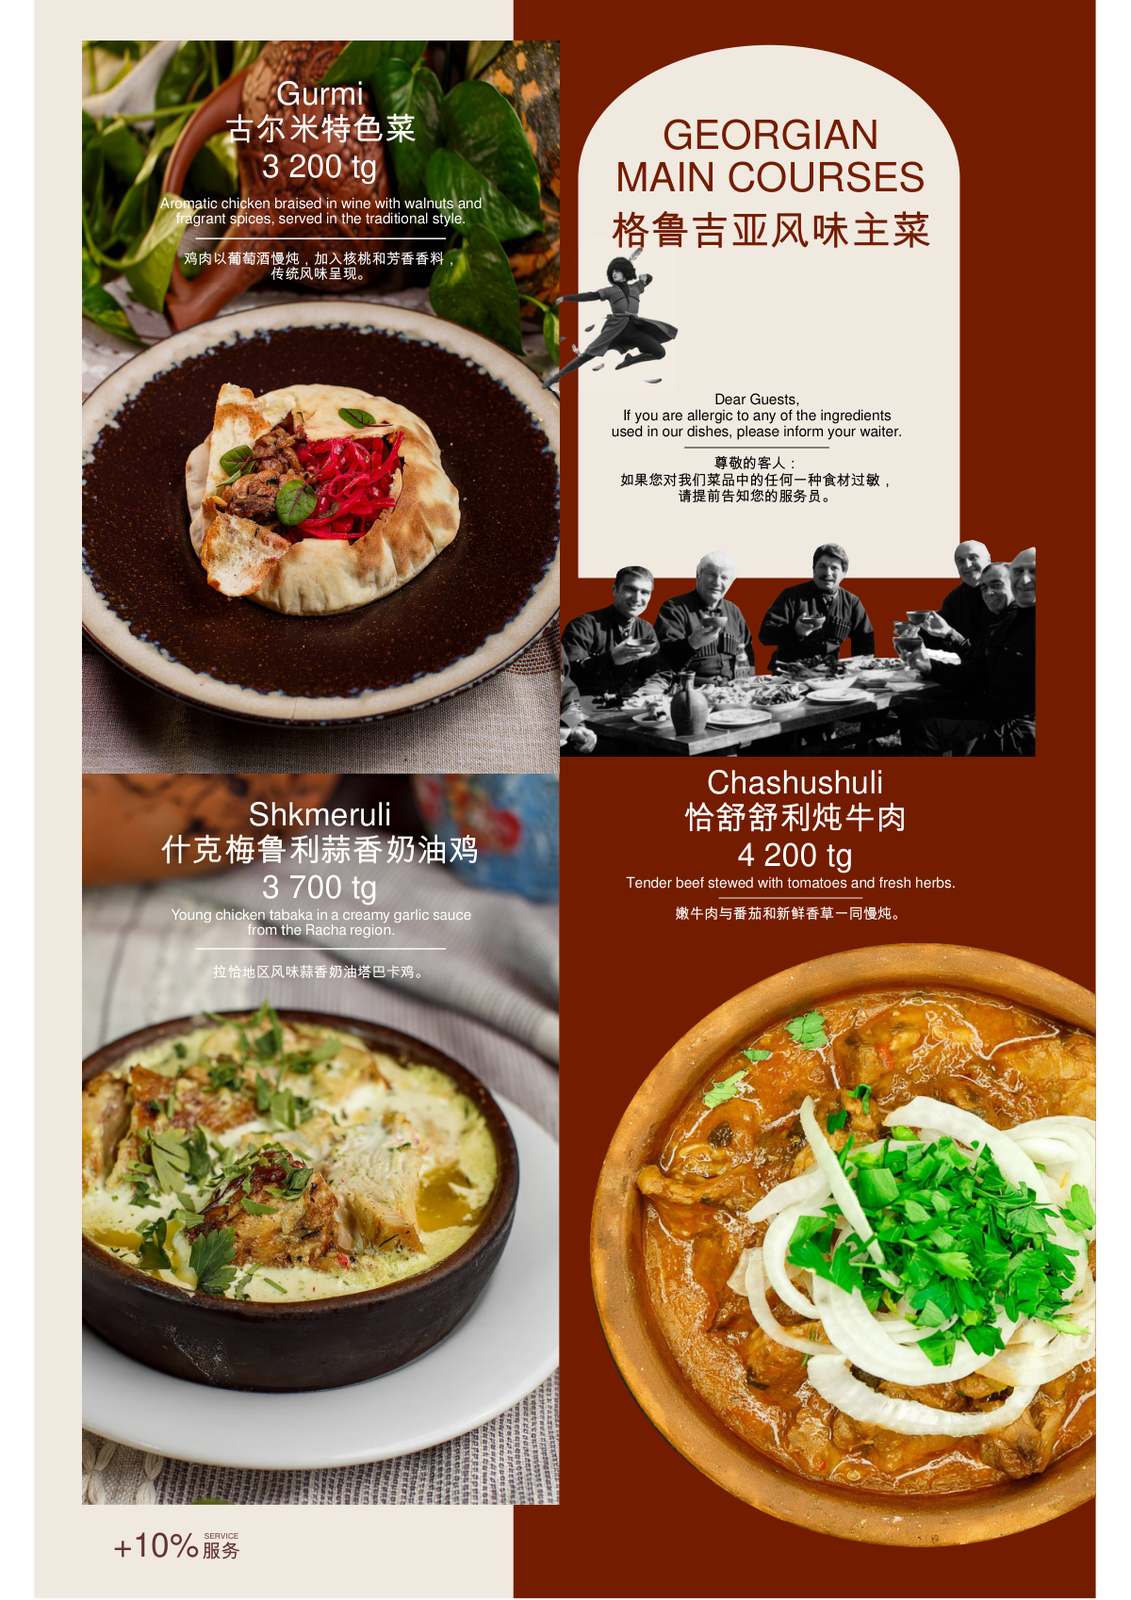 Gurmi
古尔米特色菜
3 200 tg
Aromatic chicken braised in wine with walnuts and
fragrant spices, served in the traditional style.
鸡肉以葡萄酒慢炖，加入核桃和芳香香料，
传统风味呈现。
GEORGIAN
MAIN COURSES
格鲁吉亚风味主菜
Dear Guests,
If you are allergic to any of the ingredients
used in our dishes, please inform your waiter.
尊敬的客人：
如果您对我们菜品中的任何一种食材过敏，
请提前告知您的服务员。
Shkmeruli
什克梅鲁利蒜香奶油鸡
3 700 tg
Young chicken tabaka in a creamy garlic sauce
from the Racha region.
拉恰地区风味蒜香奶油塔巴卡鸡。
Chashushuli
恰舒舒利炖牛肉
4 200 tg
Tender beef stewed with tomatoes and fresh herbs.
嫩牛肉与番茄和新鲜香草一同慢炖。
+10% SERVICE
服务